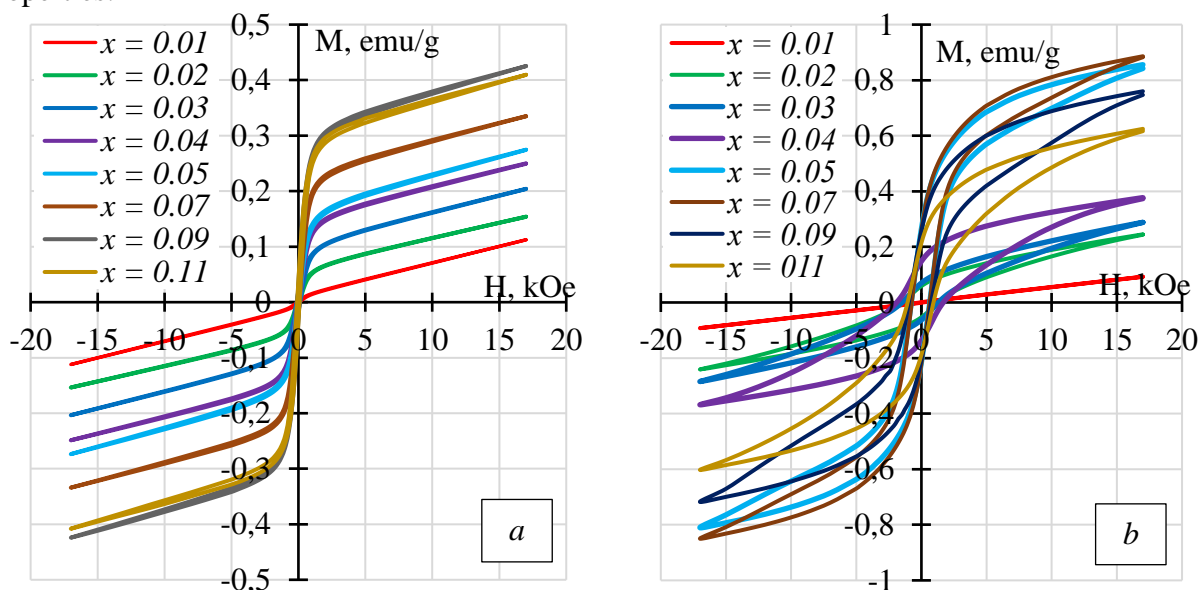 operties.
0,5
M, emu/g
x = 0.01
x = 0.02
x = 0.03
x = 0.04
x = 0.05
x = 0.07
x = 0.09
x = 0.11
0,4
0,3
0,2
0,1
0
H, kOe
-20 -15 -10 -5 0 5 10 15 20
-0,1
-0,2
-0,3
-0,4
-0,5
a
1
M, emu/g
x = 0.01
x = 0.02
x = 0.03
x = 0.04
x = 0.05
x = 0.07
x = 0.09
x = 011
0,8
0,6
0,4
0,2
0
H, kOe
-20 -15 -10 -5 0 5 10 15 20
-0,2
-0,4
-0,6
-0,8
-1
b